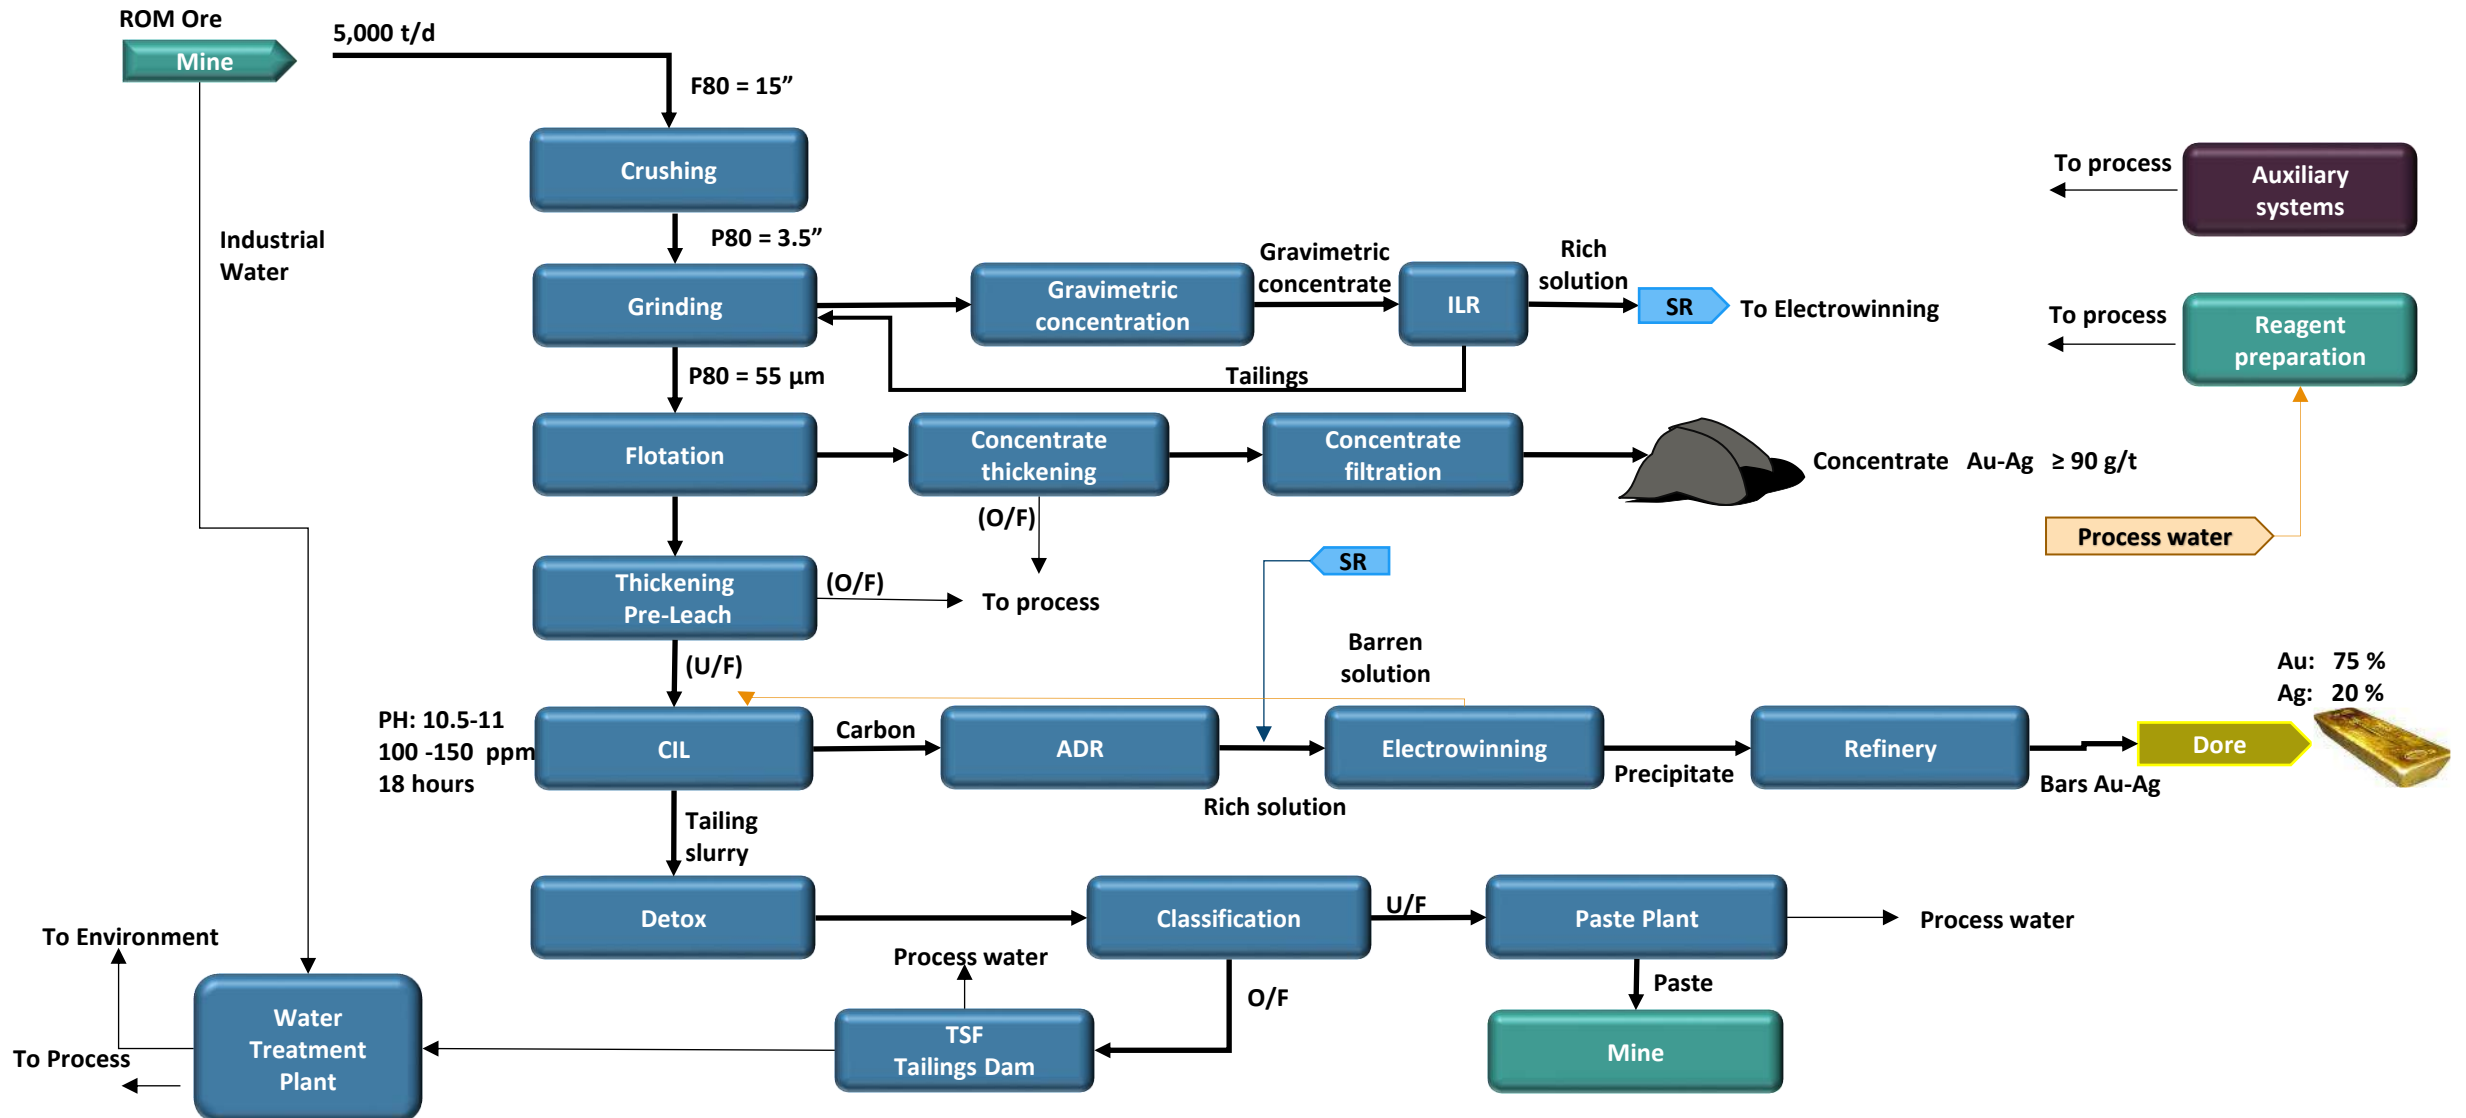 ROM Ore
Mine
5,000 t/d
F80 = 15”
Crushing
To process
Auxiliary
systems
P80 = 3.5”
Industrial
Water
Grinding
Gravimetric
concentration
Gravimetric
concentrate
ILR
Rich
solution
SR
To Electrowinning
To process
Reagent
preparation
P80 = 55 µm
Tailings
Flotation
Concentrate
thickening
Concentrate
filtration
Concentrate Au-Ag ≥ 90 g/t
(O/F)
Process water
Thickening
Pre-Leach
(O/F)
To process
SR
(U/F)
Barren
solution
Au: 75 %
Ag: 20 %
PH: 10.5-11
100 -150 ppm
18 hours
CIL
Carbon
ADR
Rich solution
Electrowinning
Precipitate
Refinery
Bars Au-Ag
Dore
Tailing
slurry
Detox
Classification
U/F
Paste Plant
Process water
To Environment
Process water
O/F
Paste
Water
Treatment
Plant
To Process
TSF
Tailings Dam
Mine